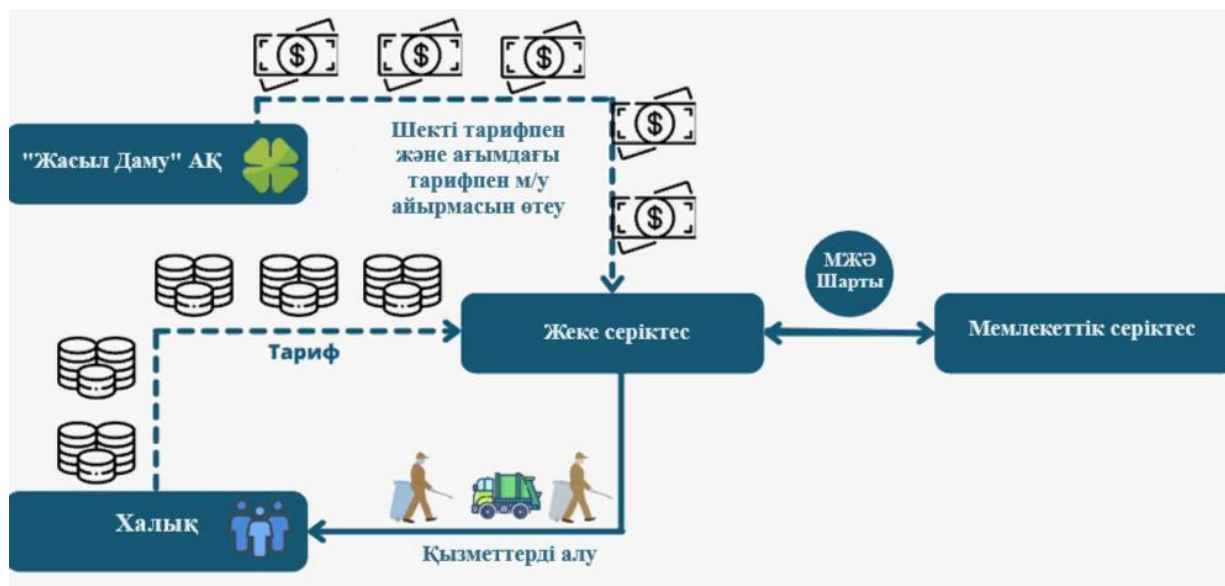 "Жасыл Даму" АҚ
Шекті тарифпен
және ағымдағы
тарифпен м/у
айырмасын өтеу
МЖӘ
Шарты
Жеке серіктес
Мемлекеттік серіктес
Тариф
Халық
Қызметтерді алу